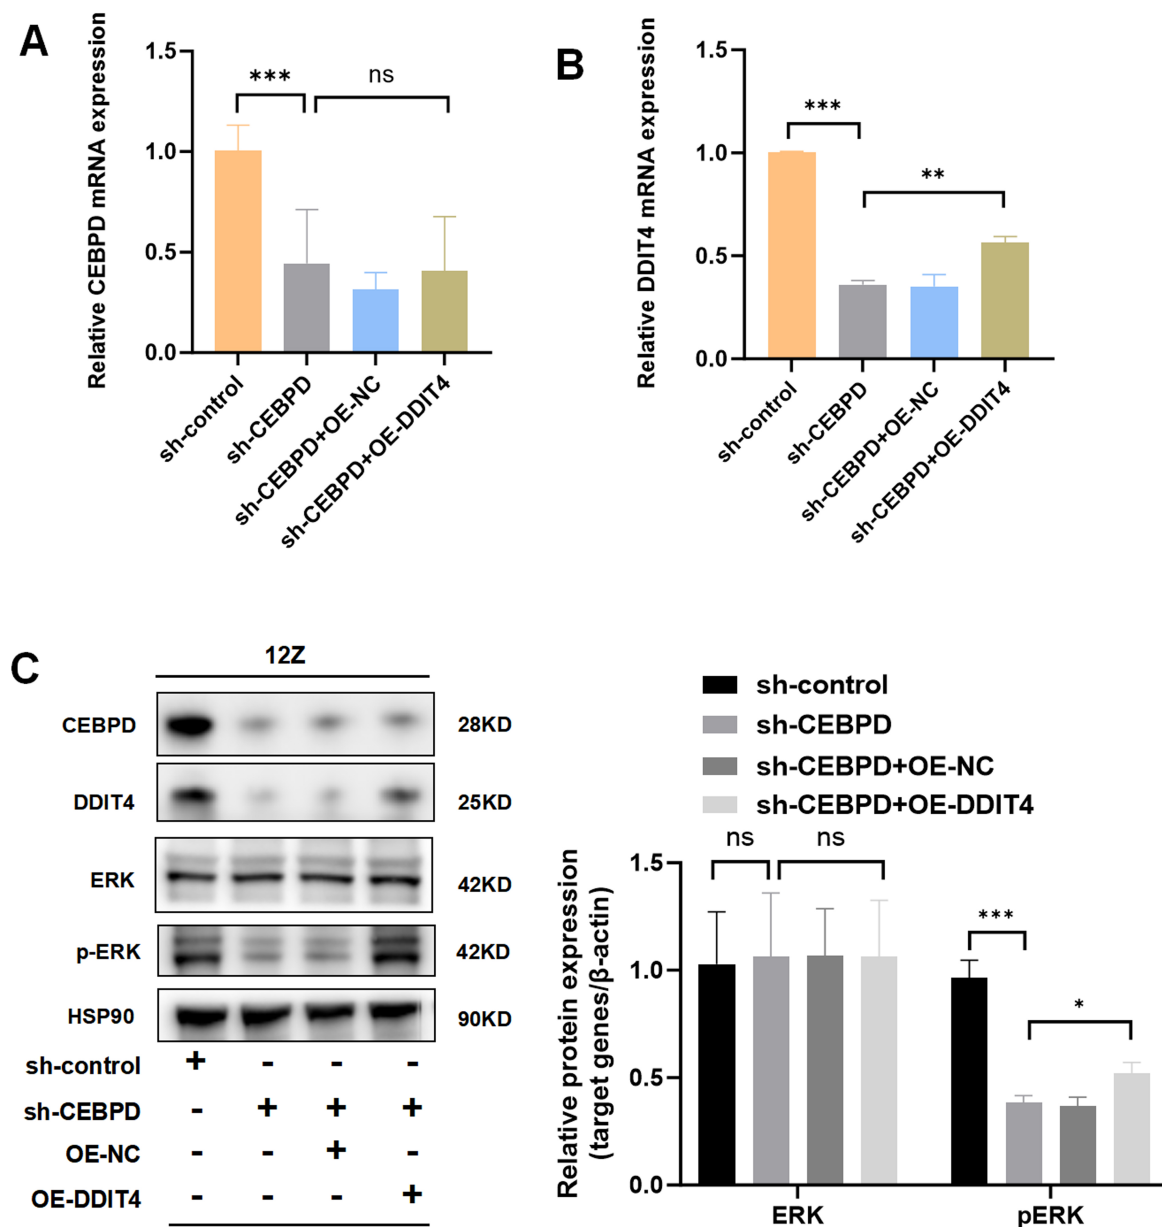 A
Relative CEBPD mRNA expression
1.5
1.0
0.5
0.0
***
ns
sh-control
sh-CEBPD
sh-CEBPD+OE-NC
sh-CEBPD+OE-DDIT4
B
Relative DDIT4 mRNA expression
1.5
1.0
0.5
0.0
***
**
sh-control
sh-CEBPD
sh-CEBPD+OE-NC
sh-CEBPD+OE-DDIT4
C
12Z
CEBPD 28KD
DDIT4 25KD
ERK 42KD
p-ERK 42KD
HSP90 90KD
sh-control + - - -
sh-CEBPD - + + +
OE-NC - - + -
OE-DDIT4 - - - +
sh-control
sh-CEBPD
sh-CEBPD+OE-NC
sh-CEBPD+OE-DDIT4
Relative protein expression
(target genes/β-actin)
1.5
1.0
0.5
0.0
ns
ns
***
*
ERK
pERK